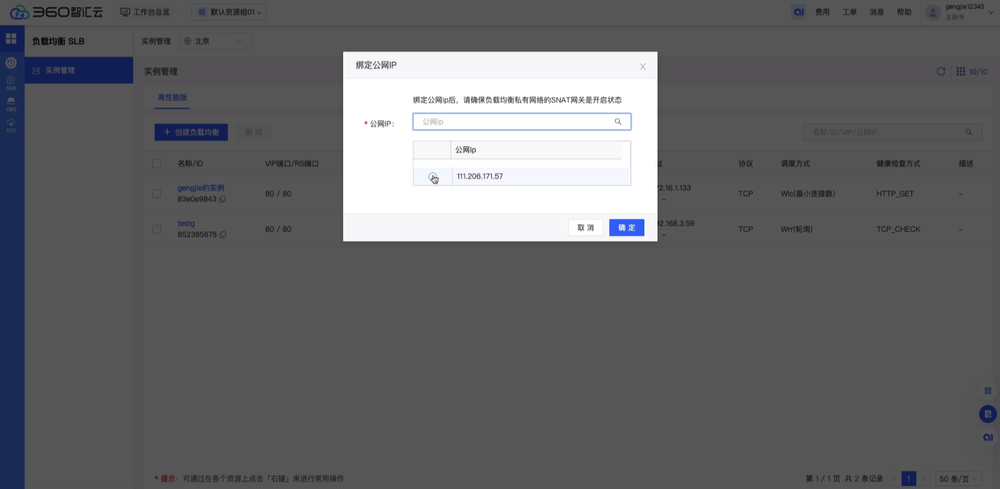 360智汇云
工作台总览
组 默认资源组01
费用
工单
消息
帮助
gengjie12345
主账号
负载均衡 SLB
实例管理
SMS
OBS
ECS
实例管理
北京
实例管理
10/10
高性能版
+ 创建负载均衡
删 除
名称/ID/VIP/公网IP
名称/ID
VIP端口/RS端口
址
协议
调度方式
健康检查方式
描述
gengjie的实例
83e0e9843
80 / 80
72.16.1.133
–
TCP
Wlc(最小连接数)
HTTP_GET
–
testg
852395675
80 / 80
92.168.3.59
–
TCP
Wrr(轮询)
TCP_CHECK
–
绑定公网IP
绑定公网ip后，请确保负载均衡私有网络的SNAT网关是开启状态
* 公网IP：
公网ip
公网ip
111.206.171.57
取 消
确 定
* 提示：可通过在各个资源上点击「右键」来进行常用操作
第 1 / 1 页 共 2 条记录
< 1 >
50 条/页